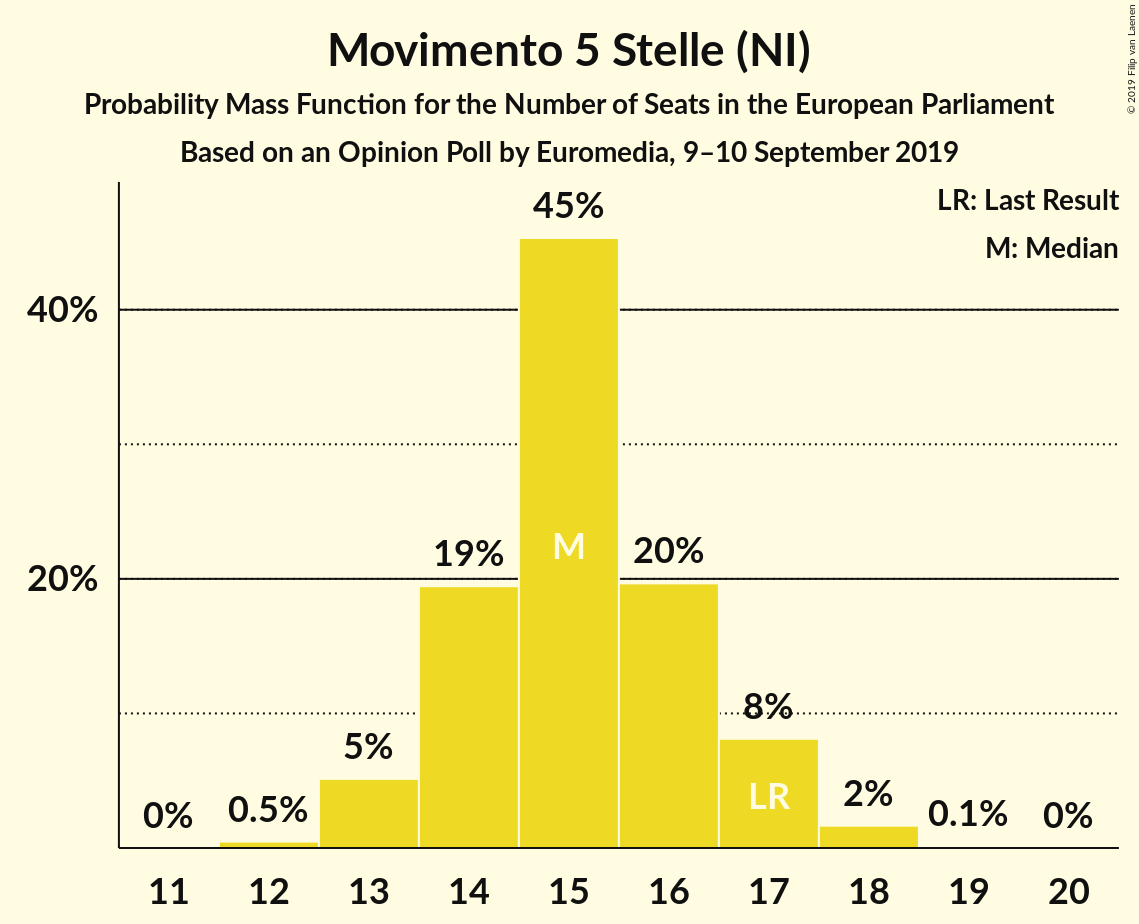 Movimento 5 Stelle (NI)
Probability Mass Function for the Number of Seats in the European Parliament
Based on an Opinion Poll by Euromedia, 9–10 September 2019
© 2019 Filip van Laenen
LR: Last Result
M: Median
45%
40%
M
19%
20%
20%
8%
5%
LR
2%
0%
0.5%
0.1%
0%
11 12 13 14 15 16 17 18 19 20